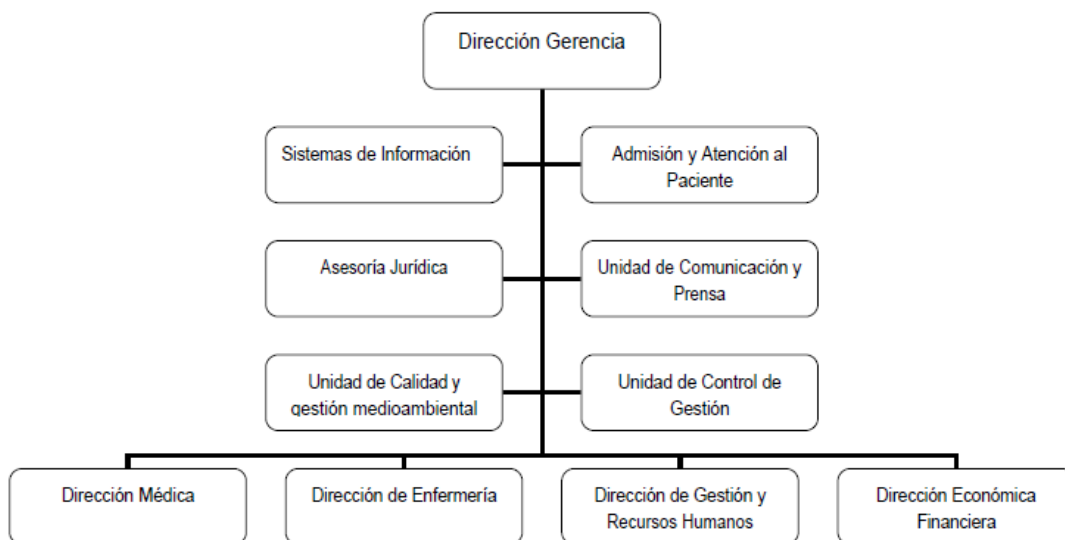 Dirección Gerencia
Sistemas de Información
Admisión y Atención al
Paciente
Asesoría Jurídica
Unidad de Comunicación y
Prensa
Unidad de Calidad y
gestión medioambiental
Unidad de Control de
Gestión
Dirección Médica
Dirección de Enfermería
Dirección de Gestión y
Recursos Humanos
Dirección Económica
Financiera